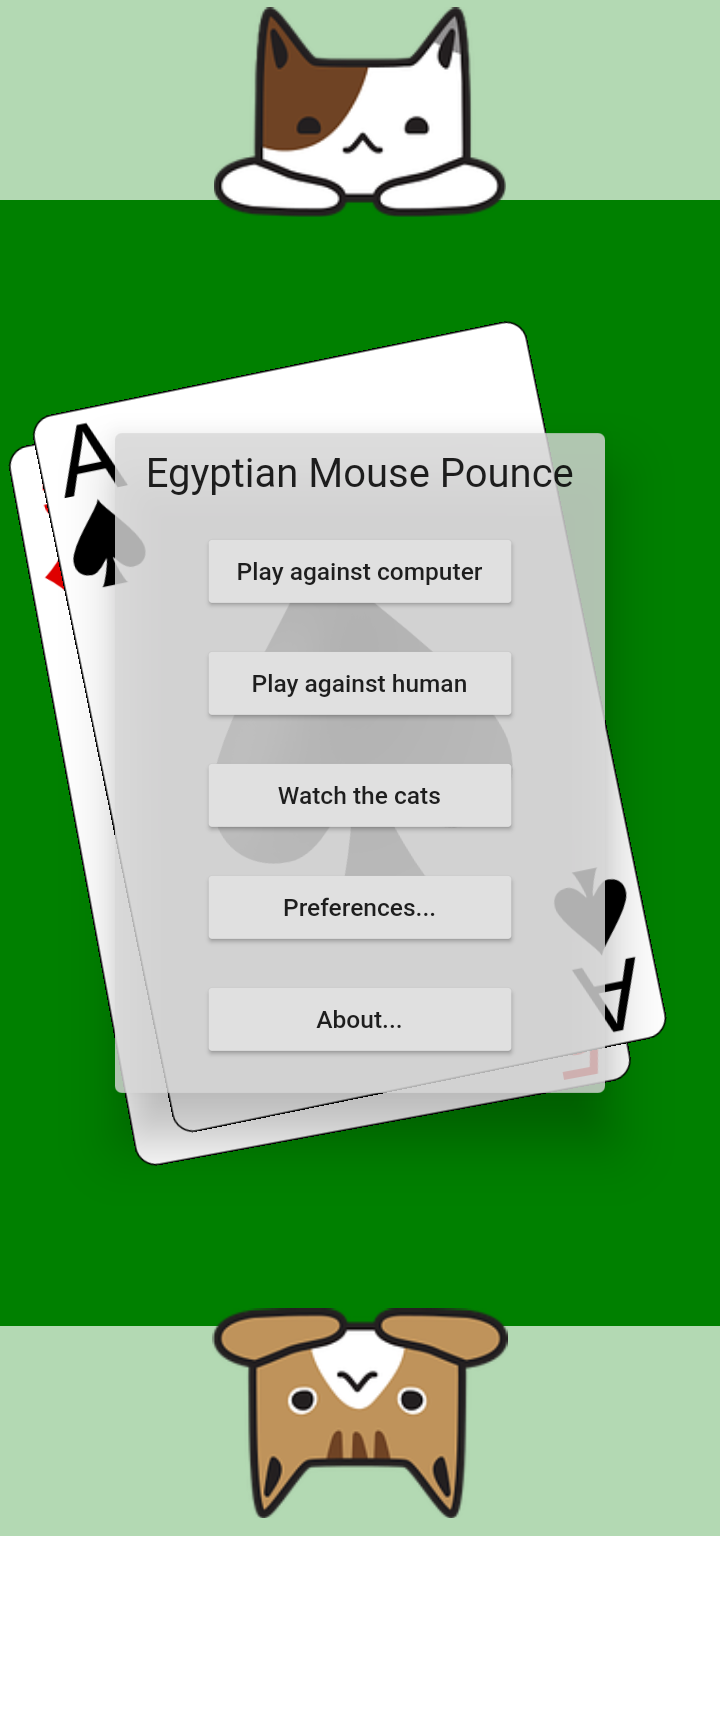 A
Egyptian Mouse Pounce
Play against computer
Play against human
Watch the cats
Preferences...
About...
A